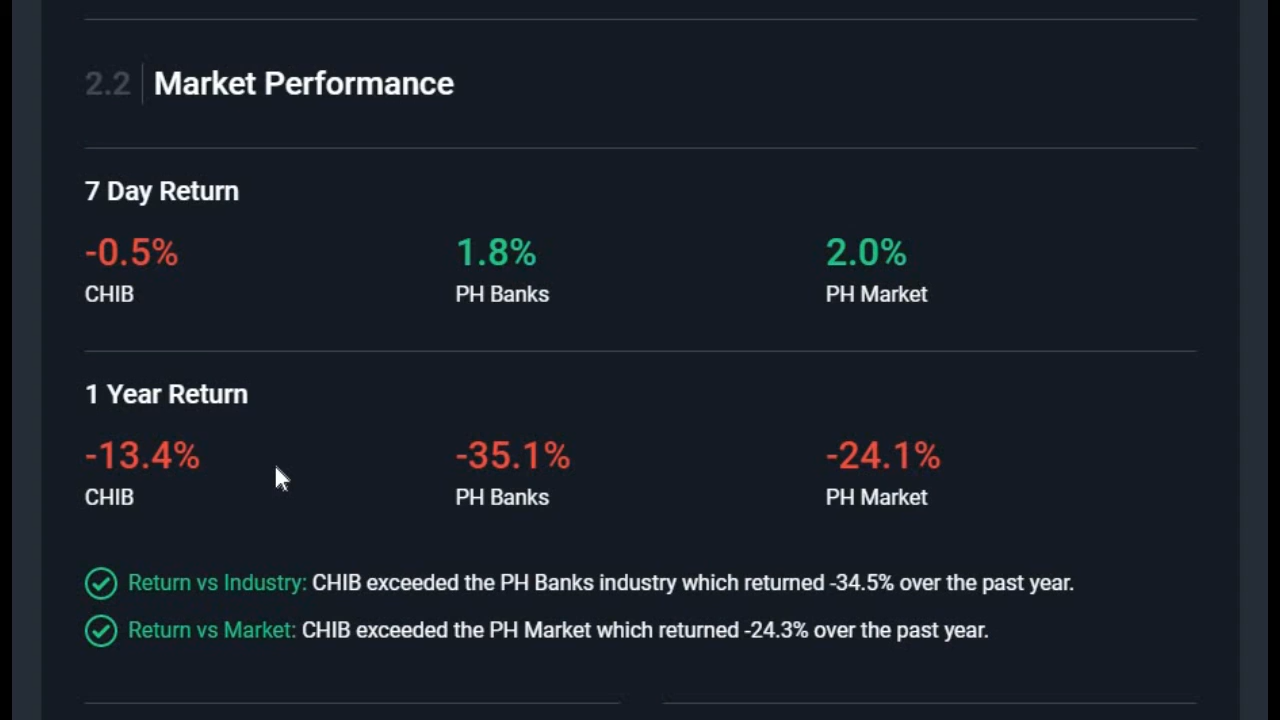 2.2 Market Performance
7 Day Return
-0.5% 1.8% 2.0%
CHIB PH Banks PH Market
1 Year Return
-13.4% -35.1% -24.1%
CHIB PH Banks PH Market
Return vs Industry: CHIB exceeded the PH Banks industry which returned -34.5% over the past year.
Return vs Market: CHIB exceeded the PH Market which returned -24.3% over the past year.